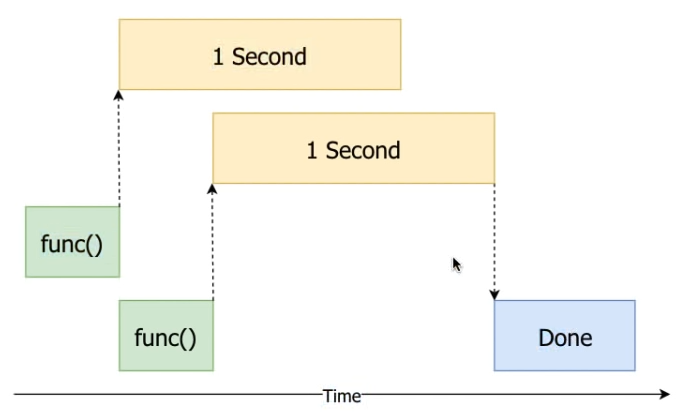 1 Second
1 Second
func()
func()
Done
Time